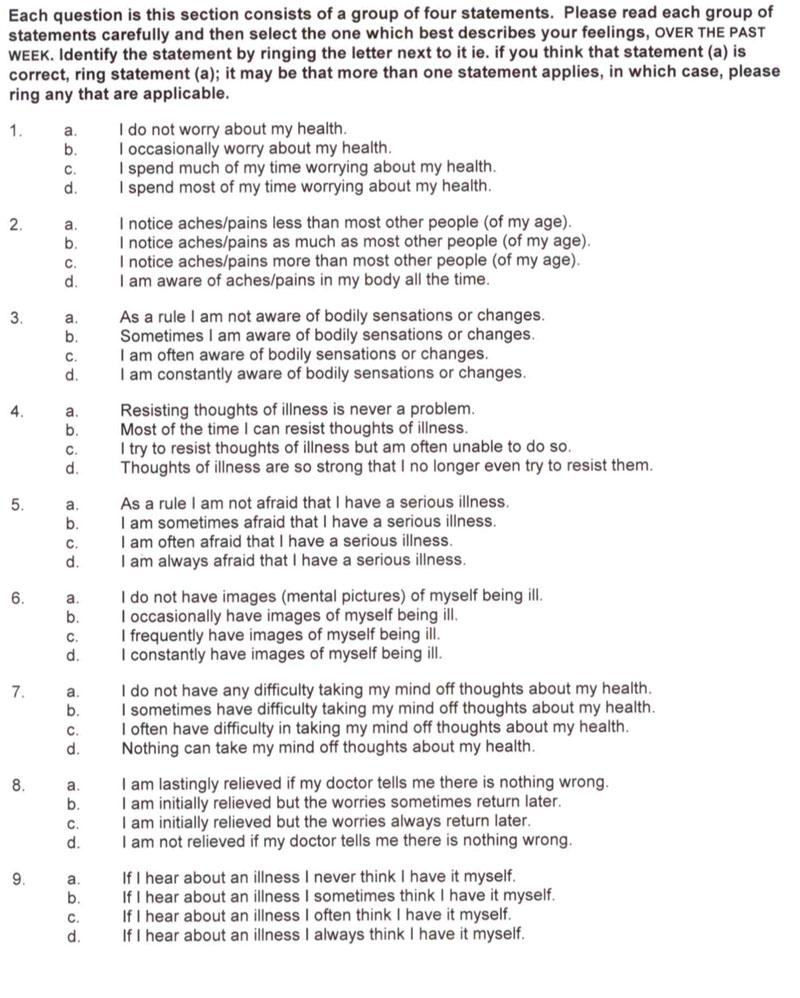 Each question is this section consists of a group of four statements. Please read each group of
statements carefully and then select the one which best describes your feelings, OVER THE PAST
WEEK. Identify the statement by ringing the letter next to it ie. if you think that statement (a) is
correct, ring statement (a); it may be that more than one statement applies, in which case, please
ring any that are applicable.
1. a. I do not worry about my health.
b. I occasionally worry about my health.
c. I spend much of my time worrying about my health.
d. I spend most of my time worrying about my health.
2. a. I notice aches/pains less than most other people (of my age).
b. I notice aches/pains as much as most other people (of my age).
c. I notice aches/pains more than most other people (of my age).
d. I am aware of aches/pains in my body all the time.
3. a. As a rule I am not aware of bodily sensations or changes.
b. Sometimes I am aware of bodily sensations or changes.
c. I am often aware of bodily sensations or changes.
d. I am constantly aware of bodily sensations or changes.
4. a. Resisting thoughts of illness is never a problem.
b. Most of the time I can resist thoughts of illness.
c. I try to resist thoughts of illness but am often unable to do so.
d. Thoughts of illness are so strong that I no longer even try to resist them.
5. a. As a rule I am not afraid that I have a serious illness.
b. I am sometimes afraid that I have a serious illness.
c. I am often afraid that I have a serious illness.
d. I am always afraid that I have a serious illness.
6. a. I do not have images (mental pictures) of myself being ill.
b. I occasionally have images of myself being ill.
c. I frequently have images of myself being ill.
d. I constantly have images of myself being ill.
7. a. I do not have any difficulty taking my mind off thoughts about my health.
b. I sometimes have difficulty taking my mind off thoughts about my health.
c. I often have difficulty in taking my mind off thoughts about my health.
d. Nothing can take my mind off thoughts about my health.
8. a. I am lastingly relieved if my doctor tells me there is nothing wrong.
b. I am initially relieved but the worries sometimes return later.
c. I am initially relieved but the worries always return later.
d. I am not relieved if my doctor tells me there is nothing wrong.
9. a. If I hear about an illness I never think I have it myself.
b. If I hear about an illness I sometimes think I have it myself.
c. If I hear about an illness I often think I have it myself.
d. If I hear about an illness I always think I have it myself.